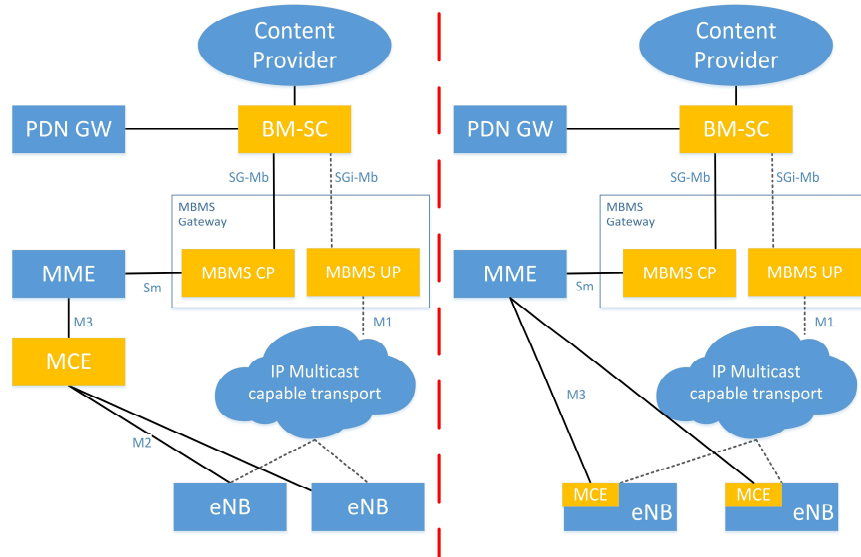 Content
Provider
PDN GW
BM-SC
SG-Mb
SGi-Mb
MBMS
Gateway
MME
Sm
MBMS CP
MBMS UP
M3
M1
MCE
IP Multicast
capable transport
M2
eNB
eNB
Content
Provider
PDN GW
BM-SC
SG-Mb
SGi-Mb
MBMS
Gateway
MME
Sm
MBMS CP
MBMS UP
M1
IP Multicast
capable transport
M3
MCE
eNB
MCE
eNB